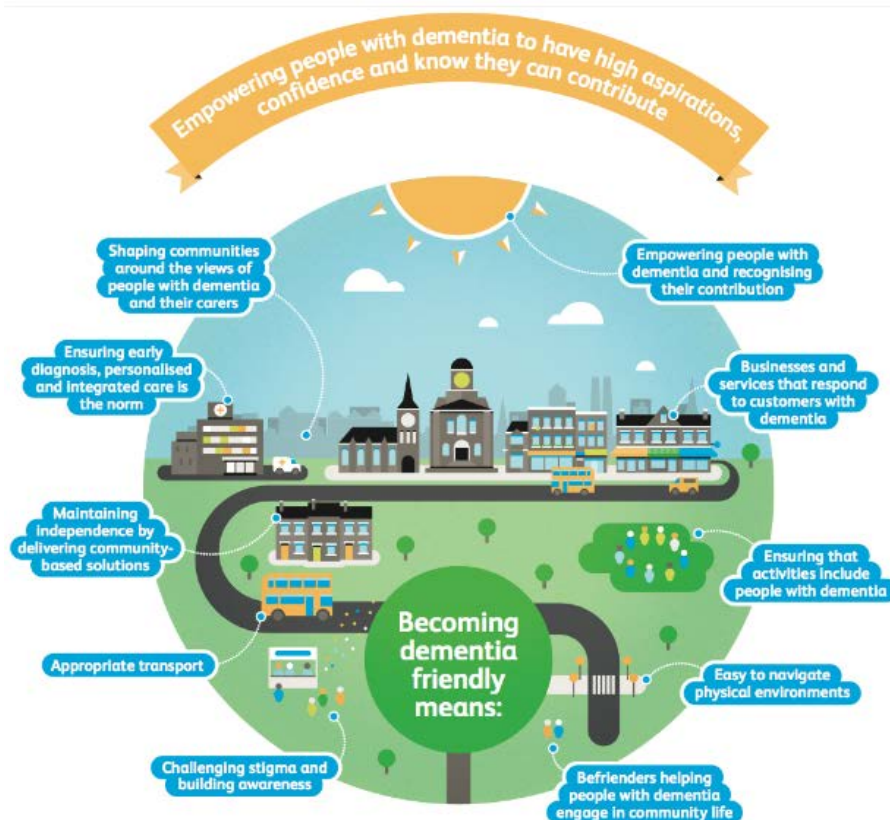 Empowering people with dementia to have high aspirations,
confidence and know they can contribute
Shaping communities
around the views of
people with dementia
and their carers
Empowering people with
dementia and recognising
their contribution
Ensuring early
diagnosis, personalised
and integrated care is
the norm
Businesses and
services that respond
to customers with
dementia
Maintaining
independence by
delivering community-
based solutions
Ensuring that
activities include
people with dementia
Becoming
dementia
friendly
means:
Appropriate transport
Easy to navigate
physical environments
Challenging stigma and
building awareness
Befrienders helping
people with dementia
engage in community life